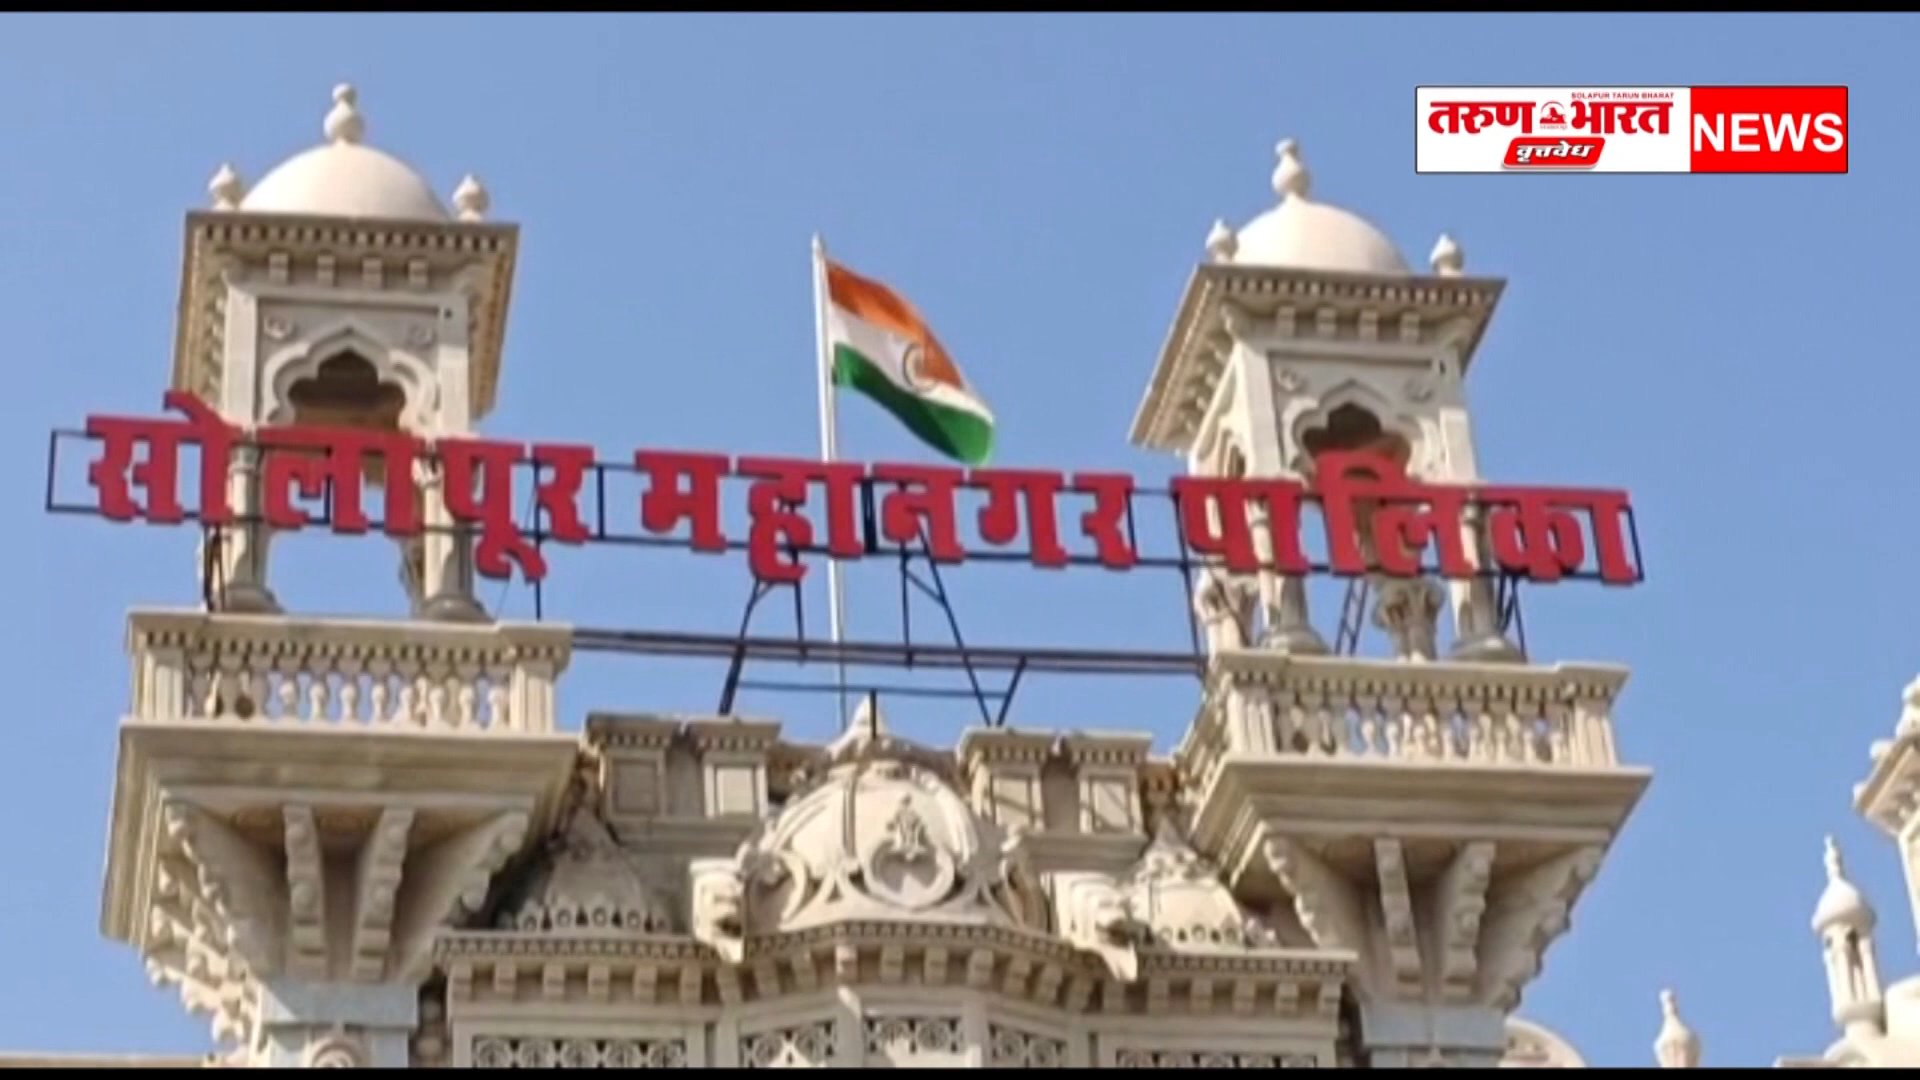 SOLAPUR TARUN BHARAT
तरुण भारत NEWS
वृत्तवेध
सोलापूर महानगर पालिका